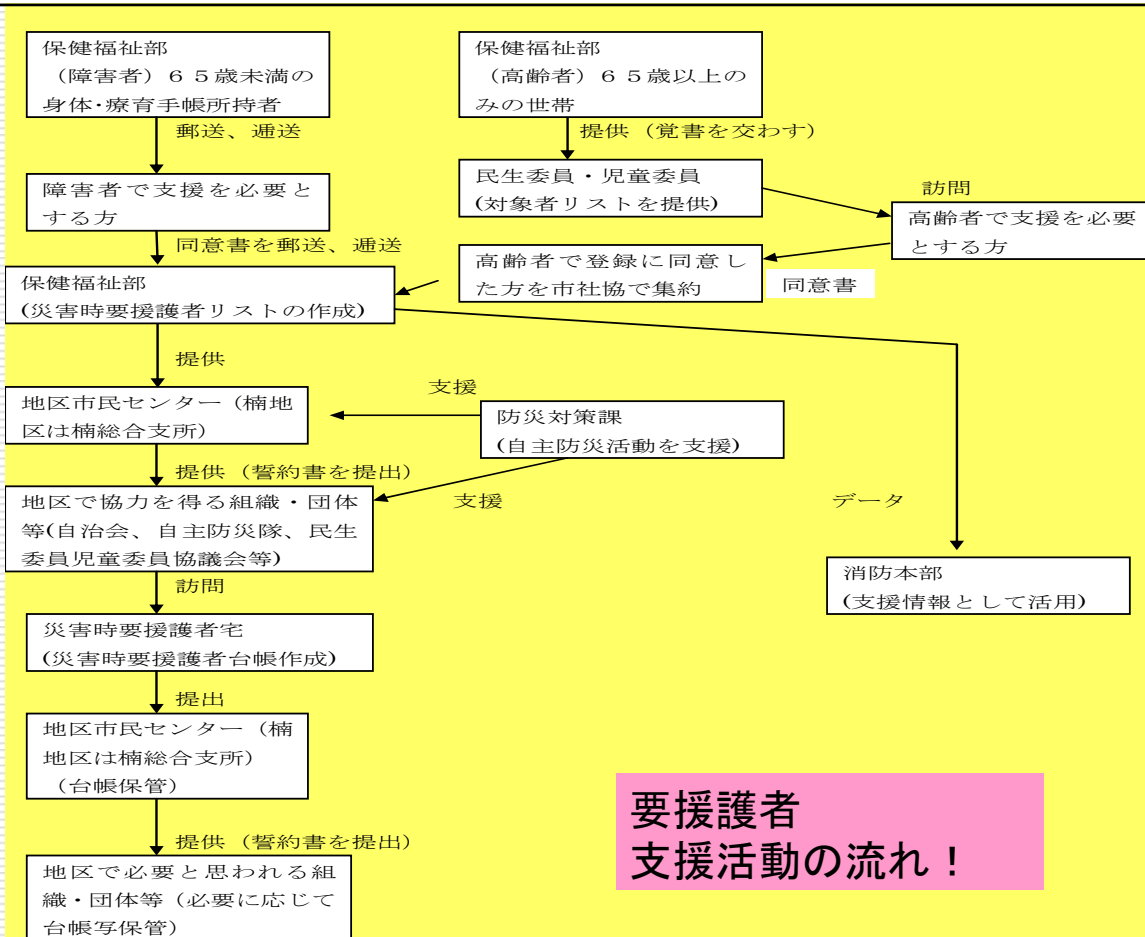 保健福祉部
（障害者）６５歳未満の
身体・療育手帳所持者
保健福祉部
（高齢者）６５歳以上の
みの世帯
郵送、逓送
提供（覚書を交わす）
障害者で支援を必要と
する方
民生委員・児童委員
(対象者リストを提供)
訪問
高齢者で支援を必要
とする方
同意書を郵送、逓送
高齢者で登録に同意し
た方を市社協で集約
同意書
保健福祉部
(災害時要援護者リストの作成)
提供
地区市民センター（楠地
区は楠総合支所）
支援
防災対策課
(自主防災活動を支援)
提供（誓約書を提出）
支援
データ
地区で協力を得る組織・団体
等(自治会、自主防災隊、民生
委員児童委員協議会等)
消防本部
(支援情報として活用)
訪問
災害時要援護者宅
(災害時要援護者台帳作成)
提出
地区市民センター（楠
地区は楠総合支所）
（台帳保管）
提供（誓約書を提出）
地区で必要と思われる組
織・団体等（必要に応じて
台帳写保管）
要援護者
支援活動の流れ！